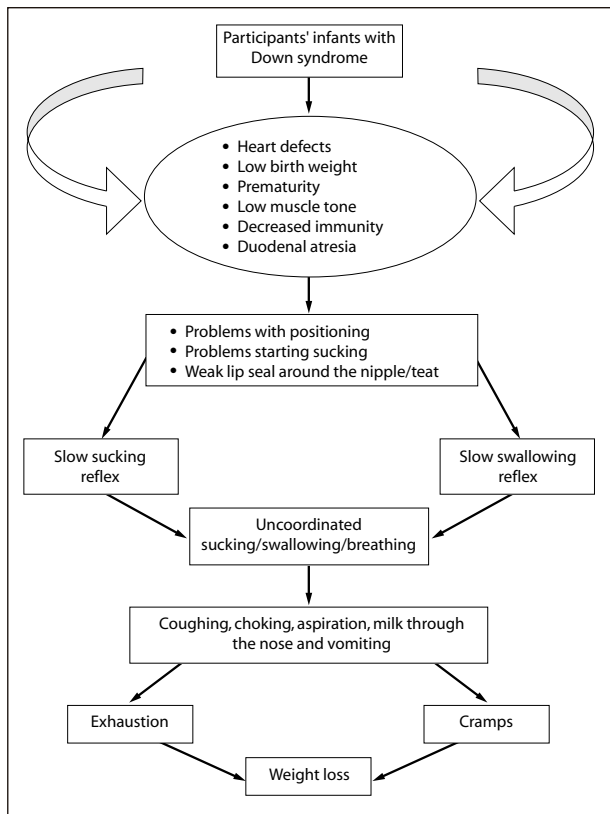 Participants' infants with
Down syndrome
• Heart defects
• Low birth weight
• Prematurity
• Low muscle tone
• Decreased immunity
• Duodenal atresia
• Problems with positioning
• Problems starting sucking
• Weak lip seal around the nipple/teat
Slow sucking
reflex
Slow swallowing
reflex
Uncoordinated
sucking/swallowing/breathing
Coughing, choking, aspiration, milk through
the nose and vomiting
Exhaustion
Cramps
Weight loss